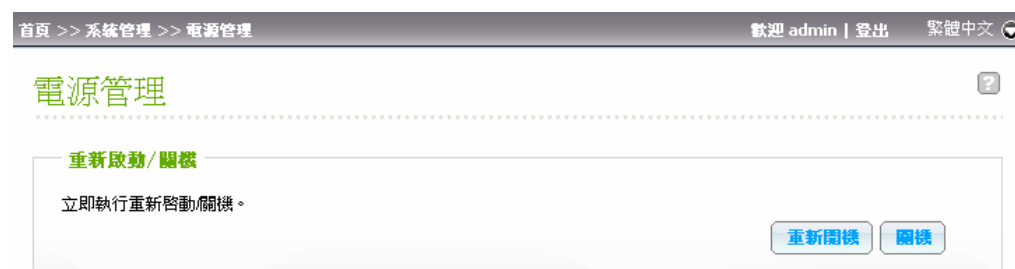 首頁 >> 系統管理 >> 電源管理 歡迎 admin | 登出 繁體中文
電源管理 ?
重新啟動/關機
立即執行重新啟動/關機。
重新開機 關機